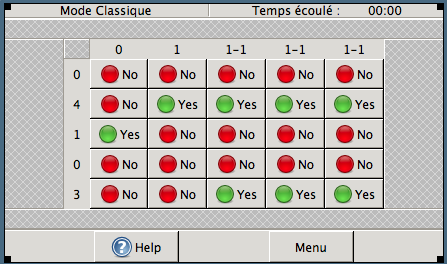 Mode Classique Temps écoulé : 00:00
0 1 1-1 1-1 1-1
0 No No No No No
4 No Yes Yes Yes Yes
1 Yes No No No No
0 No No No No No
3 No No Yes Yes Yes
? Help Menu